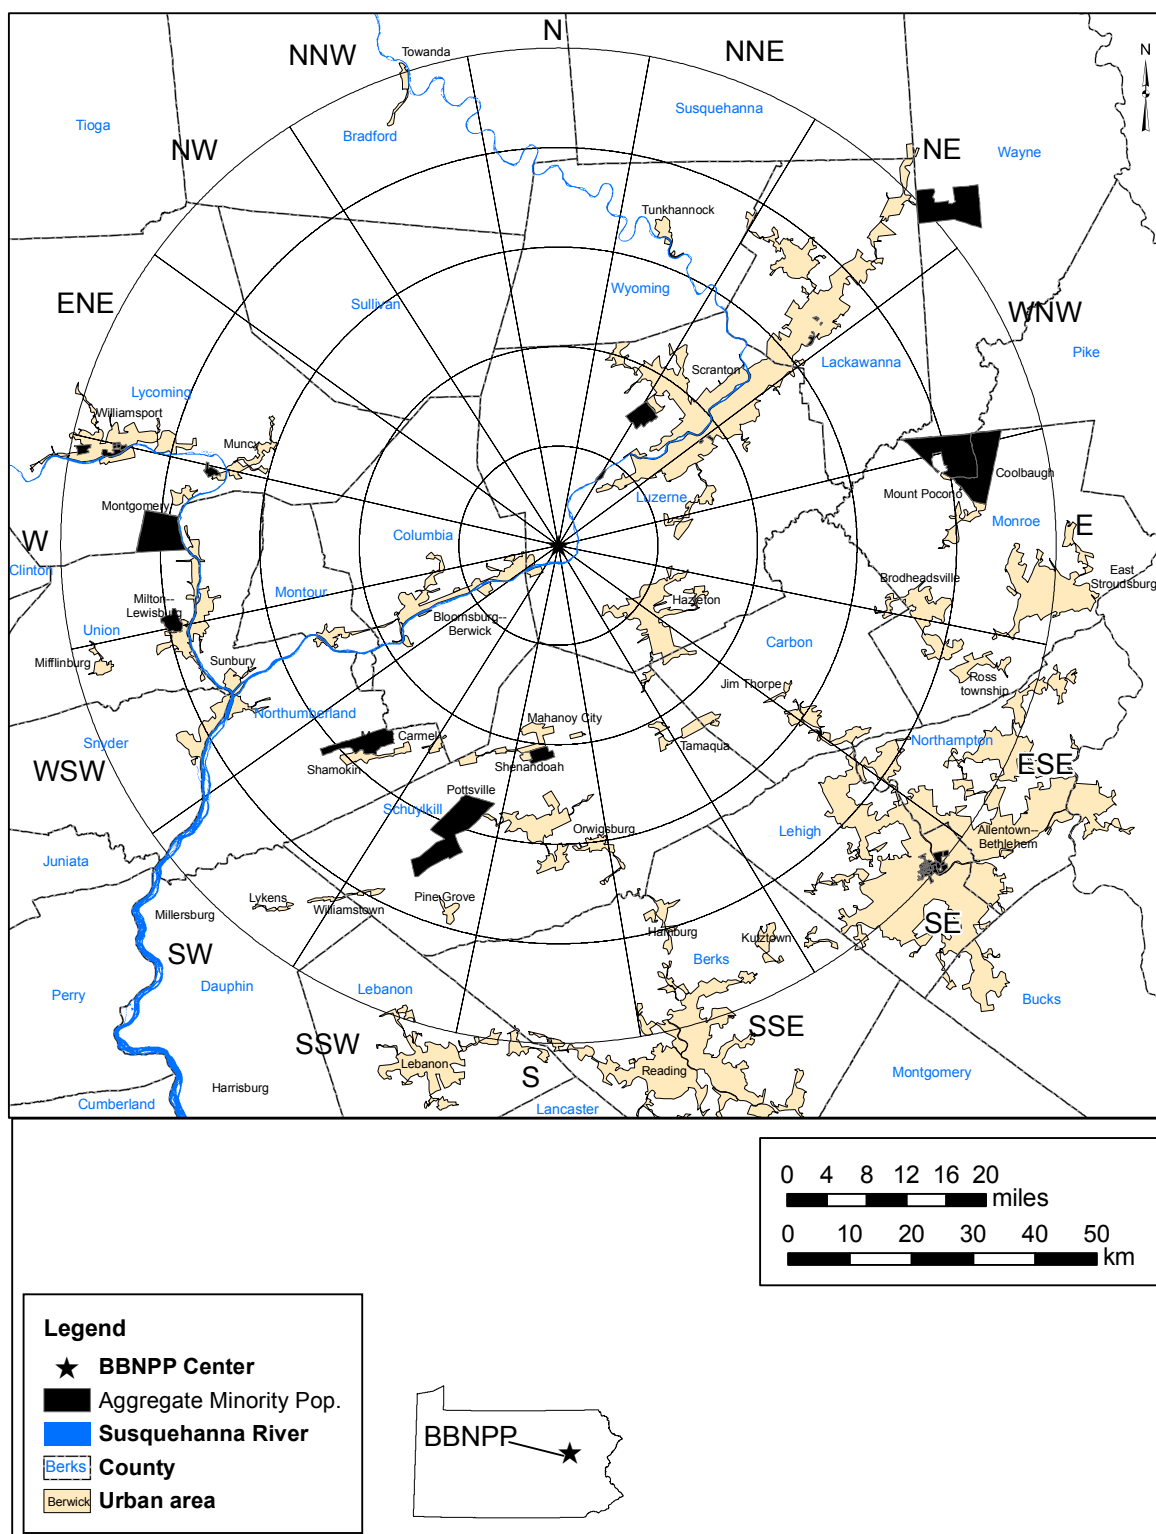 N
NNW
Towanda
NNE
N
Susquehanna
Tioga
Bradford
NW
NE
Wayne
Tunkhannock
Wyoming
ENE
Sullivan
WNW
Pike
Lackawanna
Scranton
Lycoming
Williamsport
Muncy
Coolbaugh
Mount Pocono
Luzerne
Montgomery
Monroe
E
W
Columbia
Clinton
East
Stroudsburg
Brodheadsville
Montour
Milton--
Lewisburg
Hazleton
Bloomsburg--
Berwick
Union
Carbon
Mifflinburg
Sunbury
Ross
township
Jim Thorpe
Northumberland
Mahanoy City
Snyder
Carmel
Tamaqua
Northampton
WSW
Shamokin
Shenandoah
ESE
Pottsville
Schuylkill
Orwigsburg
Lehigh
Allentown--
Bethlehem
Juniata
Lykens
Williamstown
Pine Grove
Millersburg
Hamburg
Kutztown
SE
SW
Berks
Perry
Dauphin
Lebanon
Bucks
SSW
SSE
Lebanon
S
Reading
Montgomery
Harrisburg
Cumberland
Lancaster
0 4 8 12 16 20
miles
0 10 20 30 40 50
km
Legend
BBNPP Center
Aggregate Minority Pop.
Susquehanna River
Berks County
Berwick Urban area
BBNPP